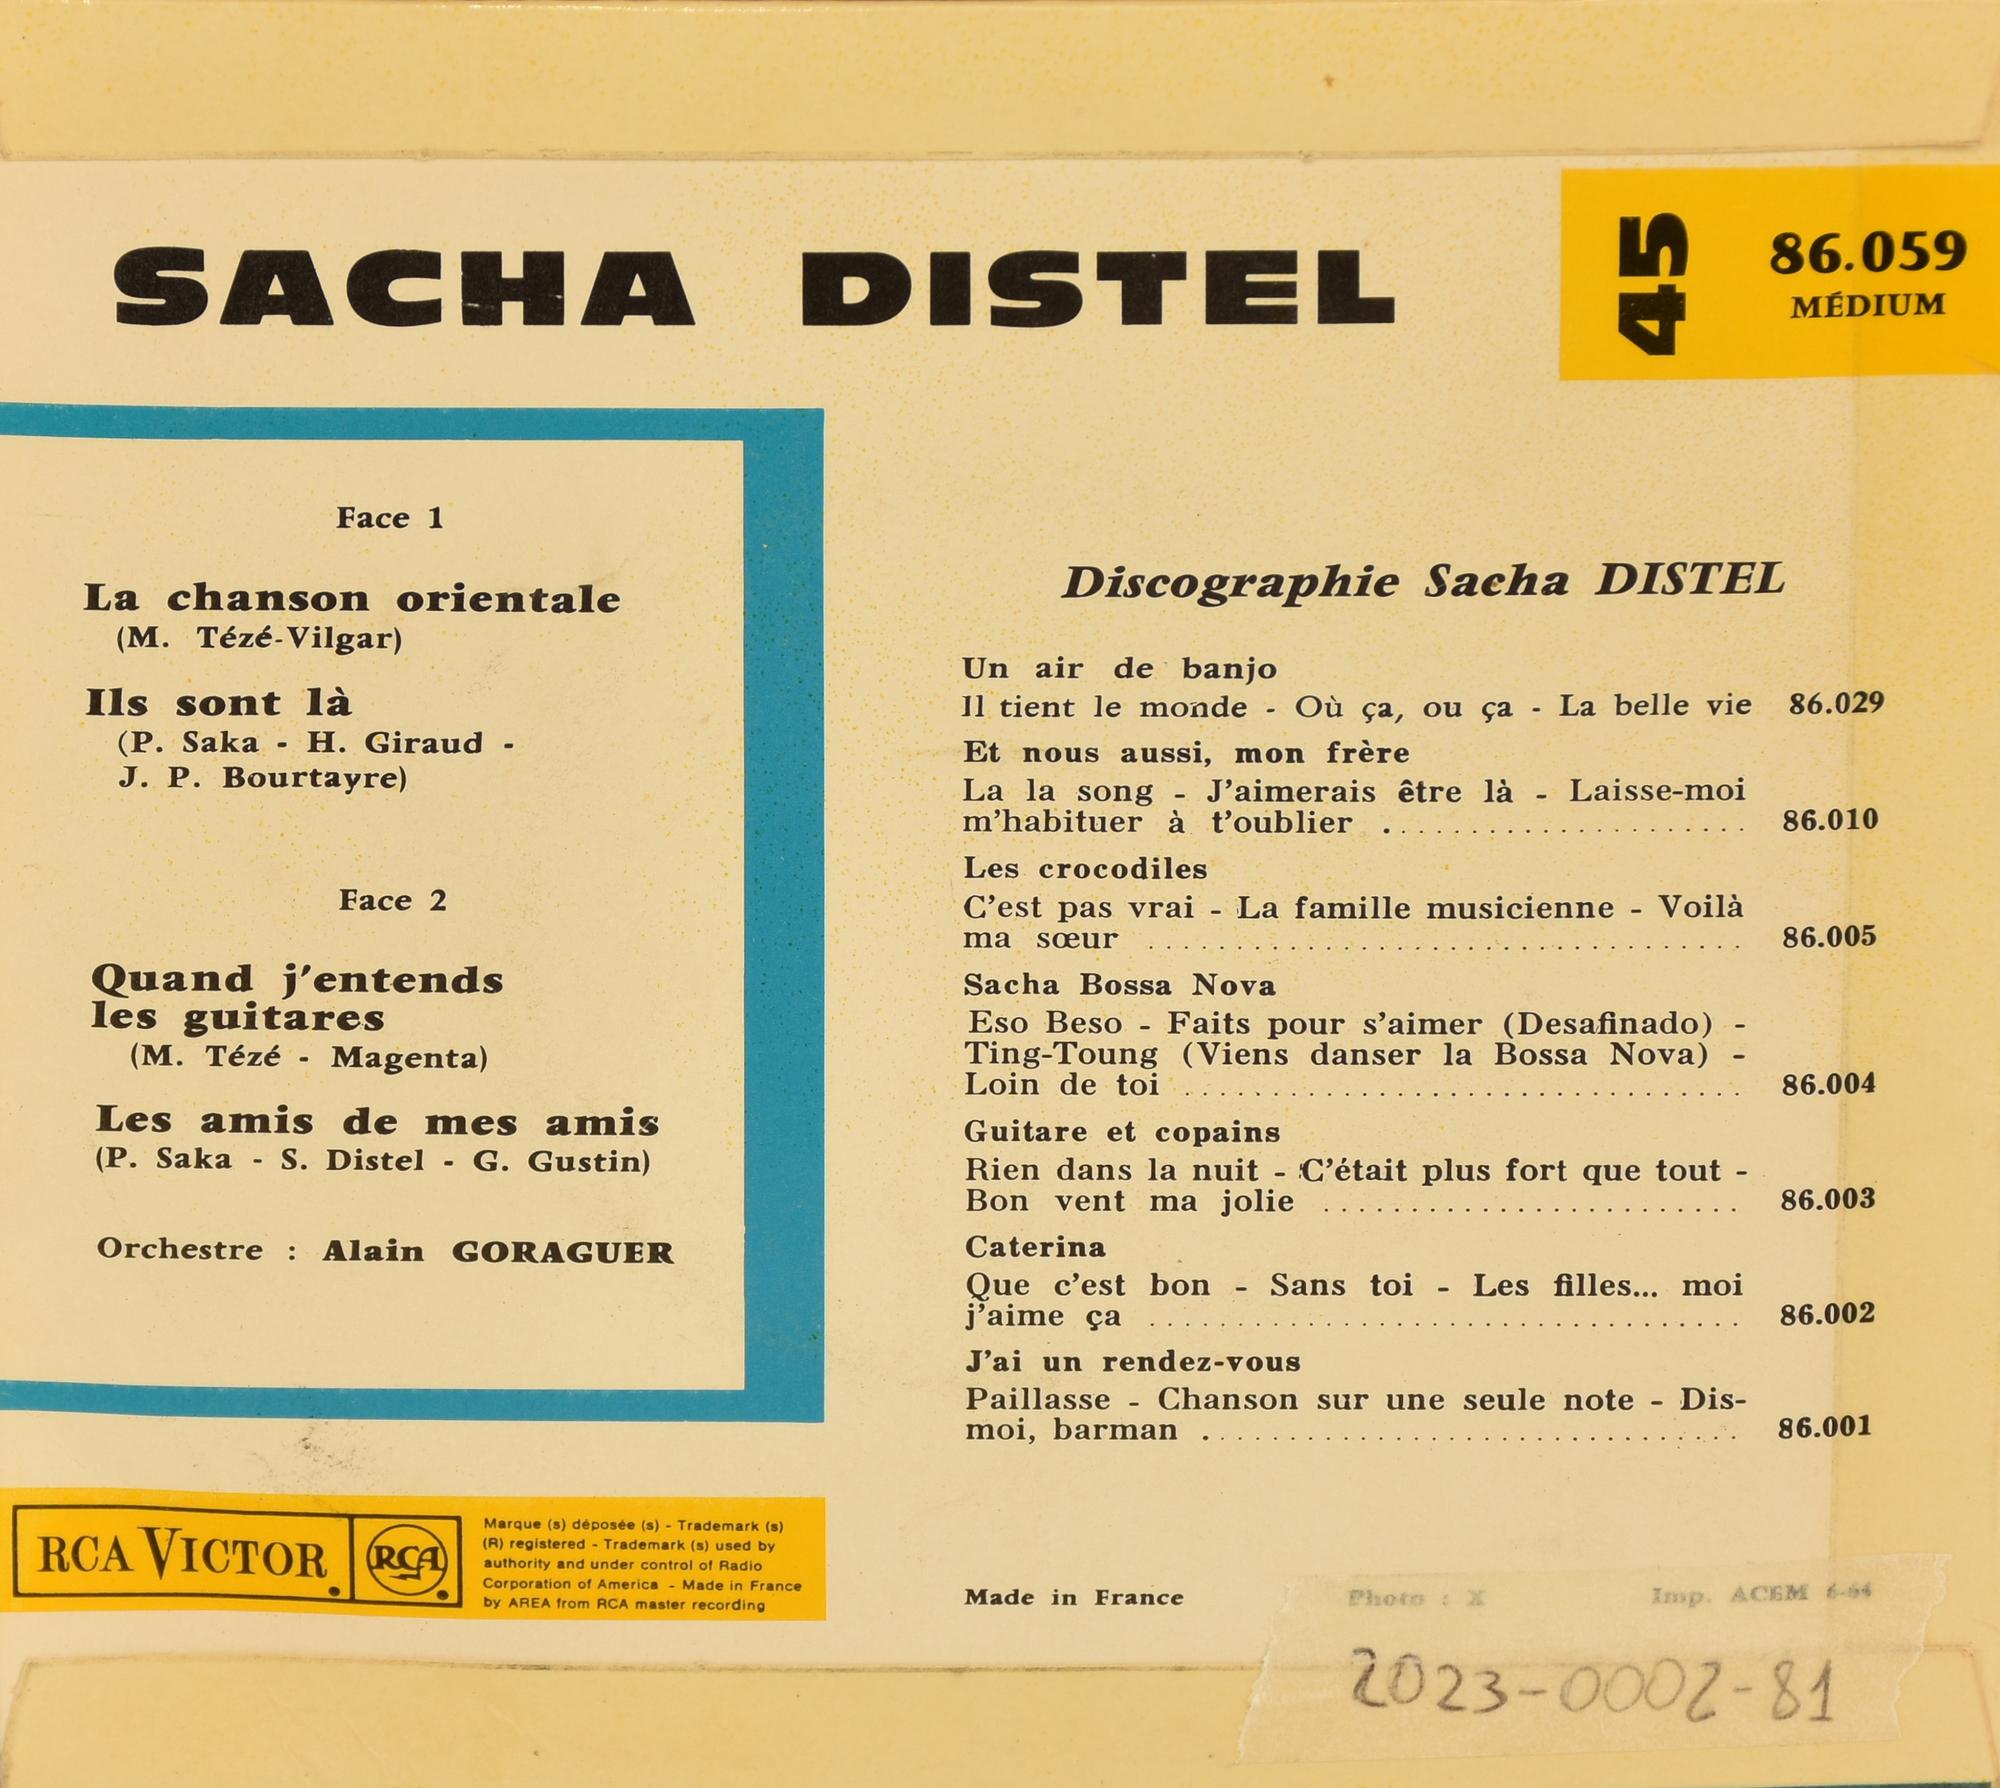 SACHA DISTEL
45
86.059
MÉDIUM
Face 1
La chanson orientale
(M. Tézé-Vilgar)
Ils sont là
(P. Saka - H. Giraud -
J. P. Bourtayre)
Face 2
Quand j'entends
les guitares
(M. Tézé - Magenta)
Les amis de mes amis
(P. Saka - S. Distel - G. Gustin)
Orchestre : Alain GORAGUER
Discographie Sacha DISTEL
Un air de banjo
Il tient le monde - Où ça, ou ça - La belle vie 86.029
Et nous aussi, mon frère
La la song - J'aimerais être là - Laisse-moi
m'habituer à t'oublier ........ 86.010
Les crocodiles
C'est pas vrai - La famille musicienne - Voilà
ma sœur ........ 86.005
Sacha Bossa Nova
Eso Beso - Faits pour s'aimer (Desafinado) -
Ting-Toung (Viens danser la Bossa Nova) -
Loin de toi ........ 86.004
Guitare et copains
Rien dans la nuit - C'était plus fort que tout -
Bon vent ma jolie ........ 86.003
Caterina
Que c'est bon - Sans toi - Les filles... moi
j'aime ça ........ 86.002
J'ai un rendez-vous
Paillasse - Chanson sur une seule note - Dis-
moi, barman ........ 86.001
RCA VICTOR
RCA
Marque (s) déposée (s) - Trademark (s)
(R) registered - Trademark (s) used by
authority and under control of Radio
Corporation of America - Made in France
by AREA from RCA master recording
Made in France
Photo : X
Imp. ACEM 6-64
2023-0002-81